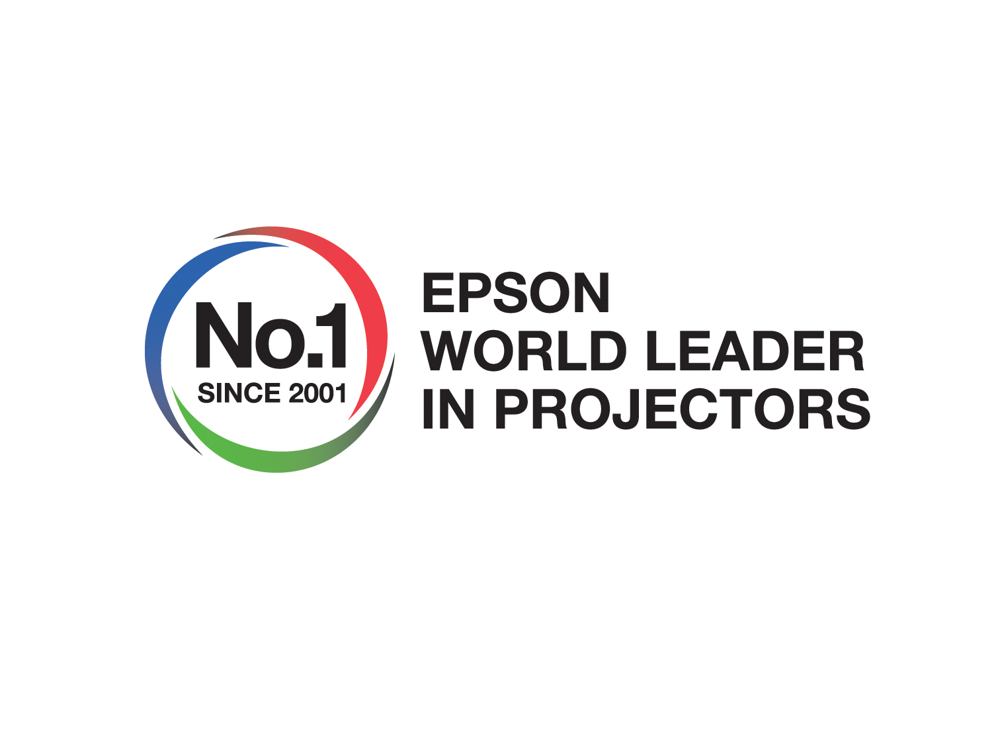 No.1
SINCE 2001
EPSON
WORLD LEADER
IN PROJECTORS